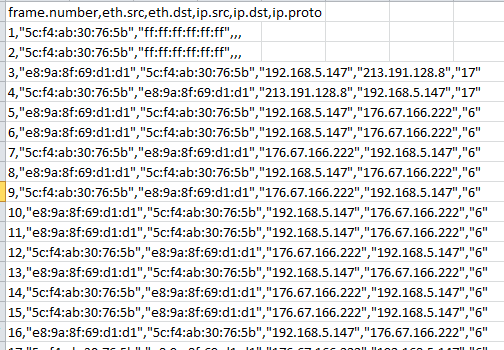 frame.number,eth.src,eth.dst,ip.src,ip.dst,ip.proto
1,"5c:f4:ab:30:76:5b","ff:ff:ff:ff:ff:ff",,,
2,"5c:f4:ab:30:76:5b","ff:ff:ff:ff:ff:ff",,,
3,"e8:9a:8f:69:d1:d1","5c:f4:ab:30:76:5b","192.168.5.147","213.191.128.8","17"
4,"5c:f4:ab:30:76:5b","e8:9a:8f:69:d1:d1","213.191.128.8","192.168.5.147","17"
5,"e8:9a:8f:69:d1:d1","5c:f4:ab:30:76:5b","192.168.5.147","176.67.166.222","6"
6,"e8:9a:8f:69:d1:d1","5c:f4:ab:30:76:5b","192.168.5.147","176.67.166.222","6"
7,"5c:f4:ab:30:76:5b","e8:9a:8f:69:d1:d1","176.67.166.222","192.168.5.147","6"
8,"e8:9a:8f:69:d1:d1","5c:f4:ab:30:76:5b","192.168.5.147","176.67.166.222","6"
9,"5c:f4:ab:30:76:5b","e8:9a:8f:69:d1:d1","176.67.166.222","192.168.5.147","6"
10,"e8:9a:8f:69:d1:d1","5c:f4:ab:30:76:5b","192.168.5.147","176.67.166.222","6"
11,"e8:9a:8f:69:d1:d1","5c:f4:ab:30:76:5b","192.168.5.147","176.67.166.222","6"
12,"5c:f4:ab:30:76:5b","e8:9a:8f:69:d1:d1","176.67.166.222","192.168.5.147","6"
13,"5c:f4:ab:30:76:5b","e8:9a:8f:69:d1:d1","176.67.166.222","192.168.5.147","6"
14,"5c:f4:ab:30:76:5b","e8:9a:8f:69:d1:d1","176.67.166.222","192.168.5.147","6"
15,"5c:f4:ab:30:76:5b","e8:9a:8f:69:d1:d1","176.67.166.222","192.168.5.147","6"
16,"e8:9a:8f:69:d1:d1","5c:f4:ab:30:76:5b","192.168.5.147","176.67.166.222","6"